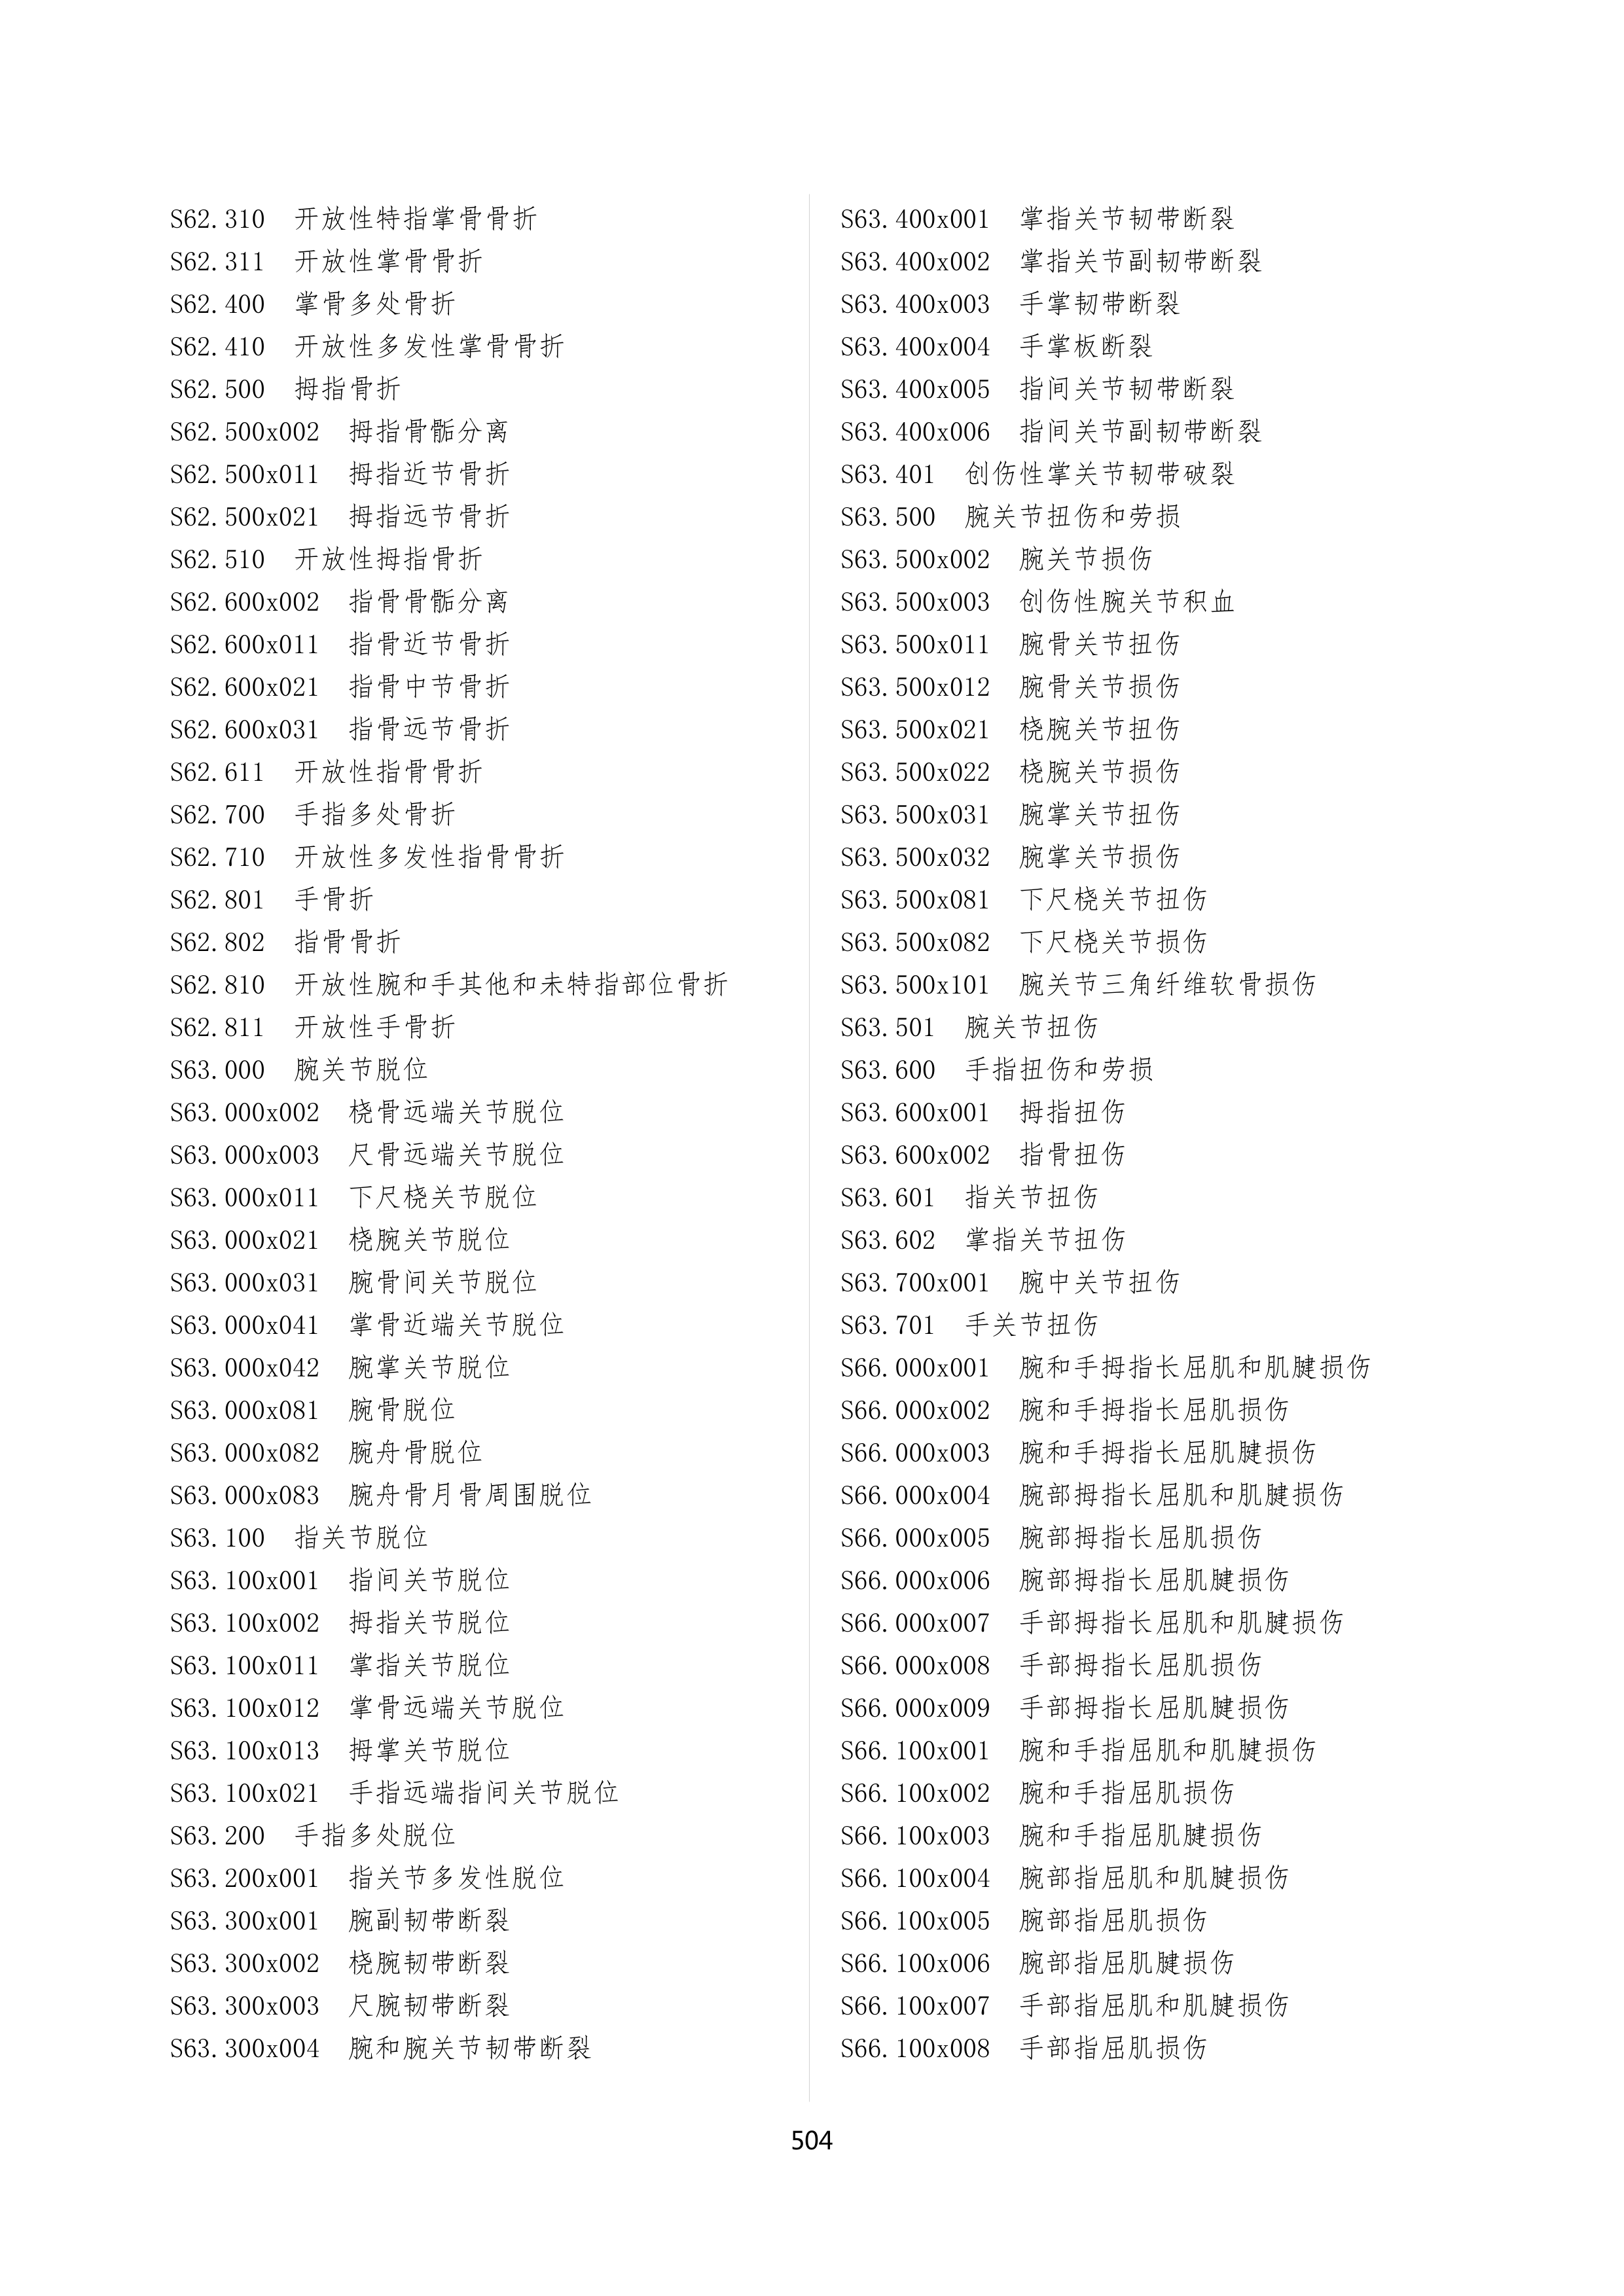 S62.310  开放性特指掌骨骨折
S62.311  开放性掌骨骨折
S62.400  掌骨多处骨折
S62.410  开放性多发性掌骨骨折
S62.500  拇指骨折
S62.500x002  拇指骨骺分离
S62.500x011  拇指近节骨折
S62.500x021  拇指远节骨折
S62.510  开放性拇指骨折
S62.600x002  指骨骨骺分离
S62.600x011  指骨近节骨折
S62.600x021  指骨中节骨折
S62.600x031  指骨远节骨折
S62.611  开放性指骨骨折
S62.700  手指多处骨折
S62.710  开放性多发性指骨骨折
S62.801  手骨折
S62.802  指骨骨折
S62.810  开放性腕和手其他和未特指部位骨折
S62.811  开放性手骨折
S63.000  腕关节脱位
S63.000x002  桡骨远端关节脱位
S63.000x003  尺骨远端关节脱位
S63.000x011  下尺桡关节脱位
S63.000x021  桡腕关节脱位
S63.000x031  腕骨间关节脱位
S63.000x041  掌骨近端关节脱位
S63.000x042  腕掌关节脱位
S63.000x081  腕骨脱位
S63.000x082  腕舟骨脱位
S63.000x083  腕舟骨月骨周围脱位
S63.100  指关节脱位
S63.100x001  指间关节脱位
S63.100x002  拇指关节脱位
S63.100x011  掌指关节脱位
S63.100x012  掌骨远端关节脱位
S63.100x013  拇掌关节脱位
S63.100x021  手指远端指间关节脱位
S63.200  手指多处脱位
S63.200x001  指关节多发性脱位
S63.300x001  腕副韧带断裂
S63.300x002  桡腕韧带断裂
S63.300x003  尺腕韧带断裂
S63.300x004  腕和腕关节韧带断裂
S63.400x001  掌指关节韧带断裂
S63.400x002  掌指关节副韧带断裂
S63.400x003  手掌韧带断裂
S63.400x004  手掌板断裂
S63.400x005  指间关节韧带断裂
S63.400x006  指间关节副韧带断裂
S63.401  创伤性掌关节韧带破裂
S63.500  腕关节扭伤和劳损
S63.500x002  腕关节损伤
S63.500x003  创伤性腕关节积血
S63.500x011  腕骨关节扭伤
S63.500x012  腕骨关节损伤
S63.500x021  桡腕关节扭伤
S63.500x022  桡腕关节损伤
S63.500x031  腕掌关节扭伤
S63.500x032  腕掌关节损伤
S63.500x081  下尺桡关节扭伤
S63.500x082  下尺桡关节损伤
S63.500x101  腕关节三角纤维软骨损伤
S63.501  腕关节扭伤
S63.600  手指扭伤和劳损
S63.600x001  拇指扭伤
S63.600x002  指骨扭伤
S63.601  指关节扭伤
S63.602  掌指关节扭伤
S63.700x001  腕中关节扭伤
S63.701  手关节扭伤
S66.000x001  腕和手拇指长屈肌和肌腱损伤
S66.000x002  腕和手拇指长屈肌损伤
S66.000x003  腕和手拇指长屈肌腱损伤
S66.000x004  腕部拇指长屈肌和肌腱损伤
S66.000x005  腕部拇指长屈肌损伤
S66.000x006  腕部拇指长屈肌腱损伤
S66.000x007  手部拇指长屈肌和肌腱损伤
S66.000x008  手部拇指长屈肌损伤
S66.000x009  手部拇指长屈肌腱损伤
S66.100x001  腕和手指屈肌和肌腱损伤
S66.100x002  腕和手指屈肌损伤
S66.100x003  腕和手指屈肌腱损伤
S66.100x004  腕部指屈肌和肌腱损伤
S66.100x005  腕部指屈肌损伤
S66.100x006  腕部指屈肌腱损伤
S66.100x007  手部指屈肌和肌腱损伤
S66.100x008  手部指屈肌损伤
504